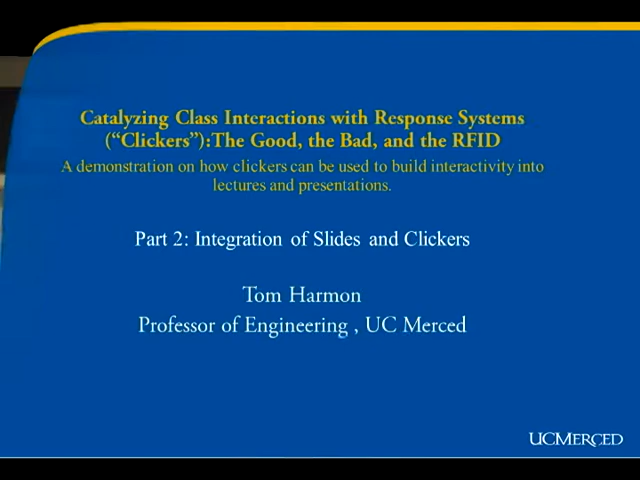 Catalyzing Class Interactions with Response Systems
("Clickers"):The Good, the Bad, and the RFID
A demonstration on how clickers can be used to build interactivity into
lectures and presentations.
Part 2: Integration of Slides and Clickers
Tom Harmon
Professor of Engineering , UC Merced
UCMERCED